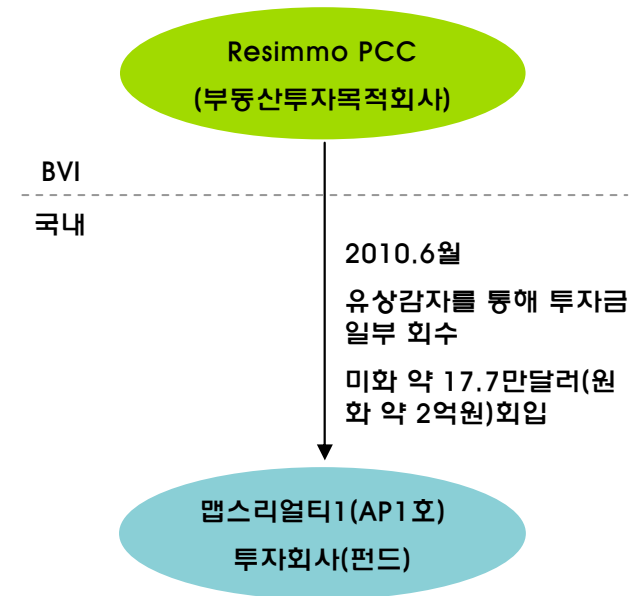 Resimmo PCC
(부동산투자목적회사)
BVI
국내
2010.6월
유상감자를 통해 투자금
일부 회수
미화 약 17.7만달러(원
화 약 2억원)회입
맵스리얼티1(AP1호)
투자회사(펀드)